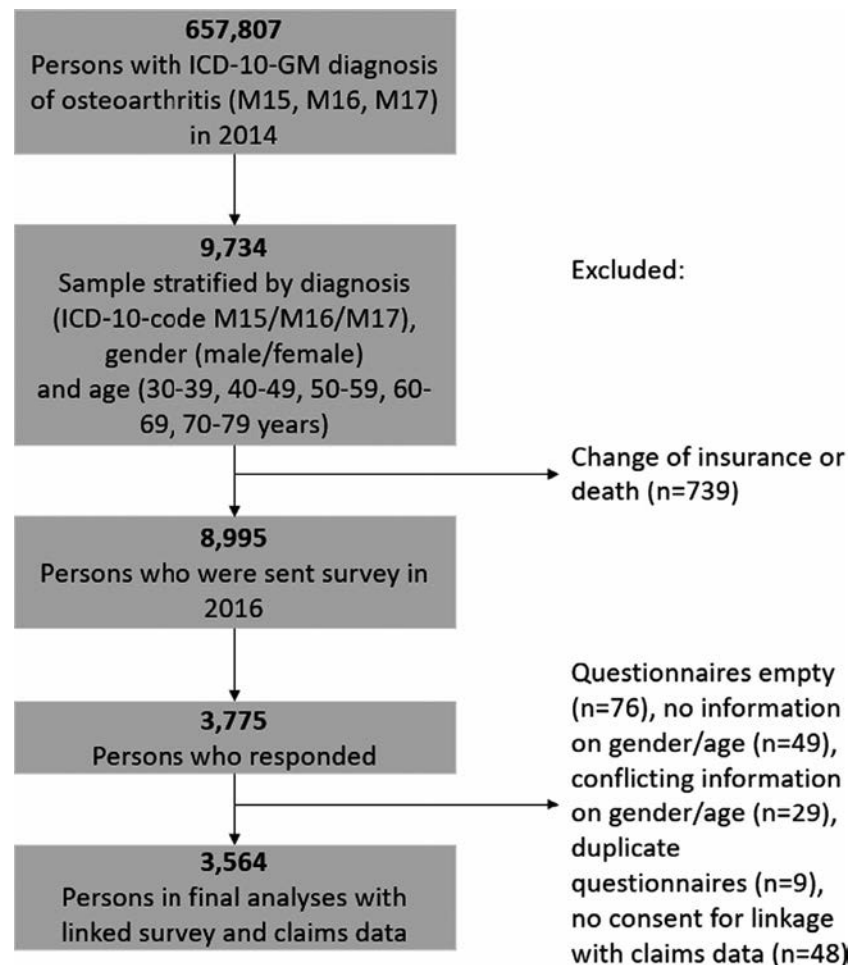 657,807
Persons with ICD-10-GM diagnosis
of osteoarthritis (M15, M16, M17)
in 2014
9,734
Sample stratified by diagnosis
(ICD-10-code M15/M16/M17),
gender (male/female)
and age (30-39, 40-49, 50-59, 60-
69, 70-79 years)
Excluded:
Change of insurance or
death (n=739)
8,995
Persons who were sent survey in
2016
3,775
Persons who responded
Questionnaires empty
(n=76), no information
on gender/age (n=49),
conflicting information
on gender/age (n=29),
duplicate
questionnaires (n=9),
no consent for linkage
with claims data (n=48)
3,564
Persons in final analyses with
linked survey and claims data